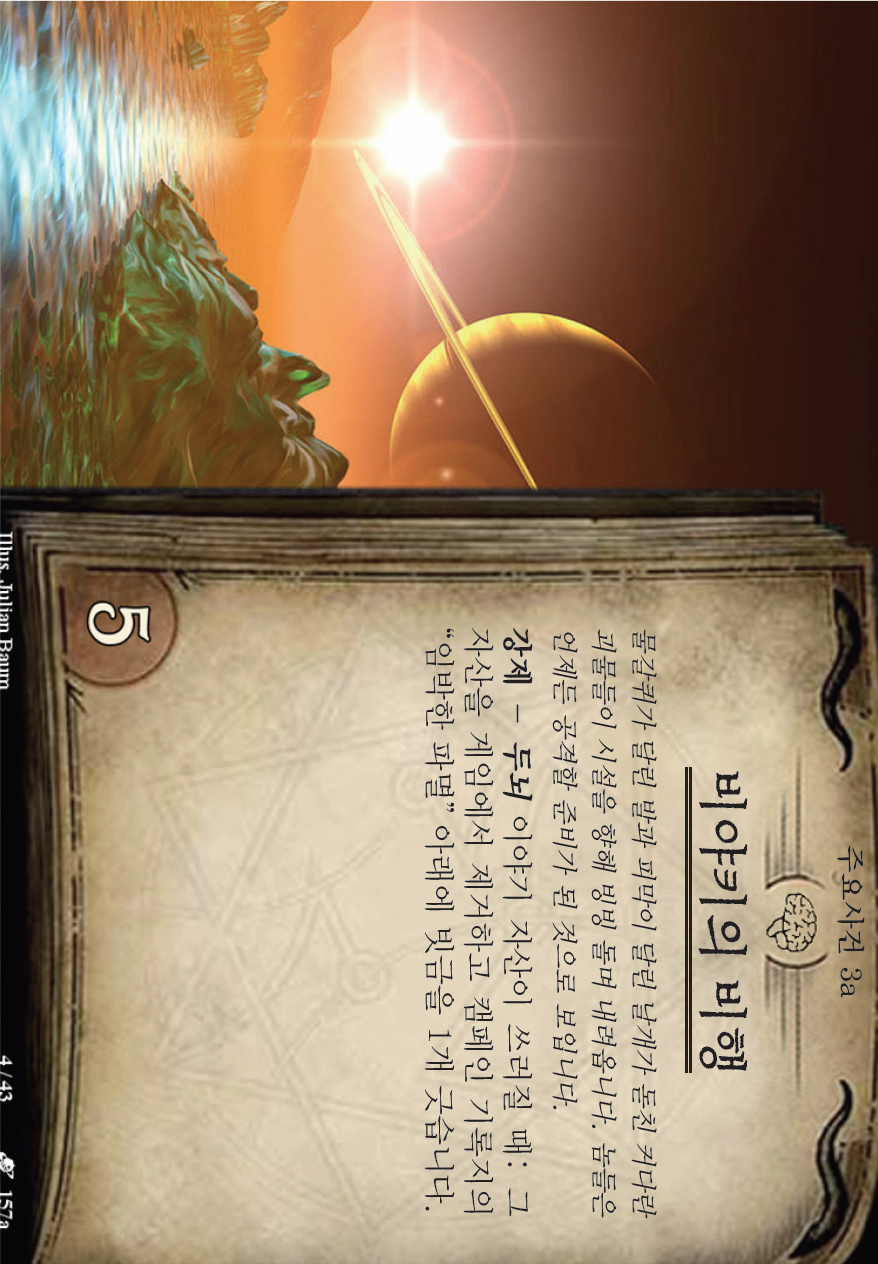 주요사건 3a
비야키의 비행
물갈퀴가 달린 발과 피막이 달린 날개가 돋친 커다란
괴물들이 시설을 향해 빙빙 돌며 내려옵니다. 놈들은
언제든 공격할 준비가 된 것으로 보입니다.
강제 – 두뇌 이야기 자산이 쓰러질 때: 그
자산을 게임에서 제거하고 캠페인 기록지의
“임박한 파멸” 아래에 빗금을 1개 긋습니다.
5
Illus. Julian Baum
4 / 43
157a